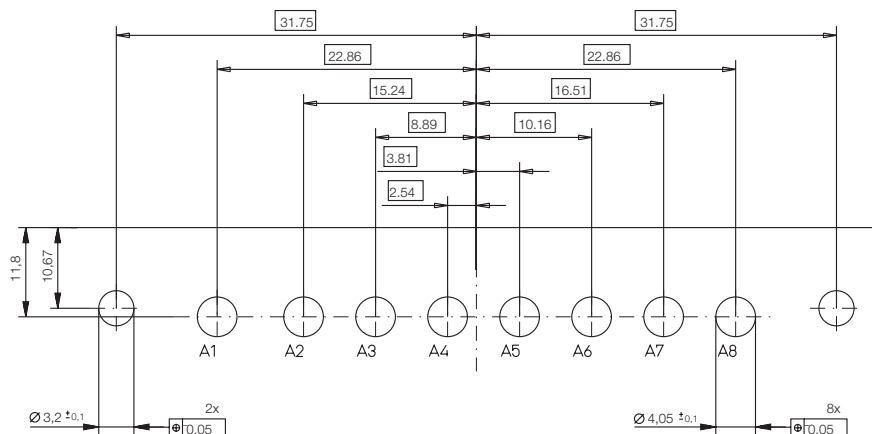 31.75 31.75
22.86 22.86
15.24 16.51
8.89 10.16
3.81
2.54
11,8 10,67
A1 A2 A3 A4 A5 A6 A7 A8
2x 8x
Ø 3,2 ±0,1 Ø 4,05 ±0,1
⌖ 0.05 ⌖ 0.05